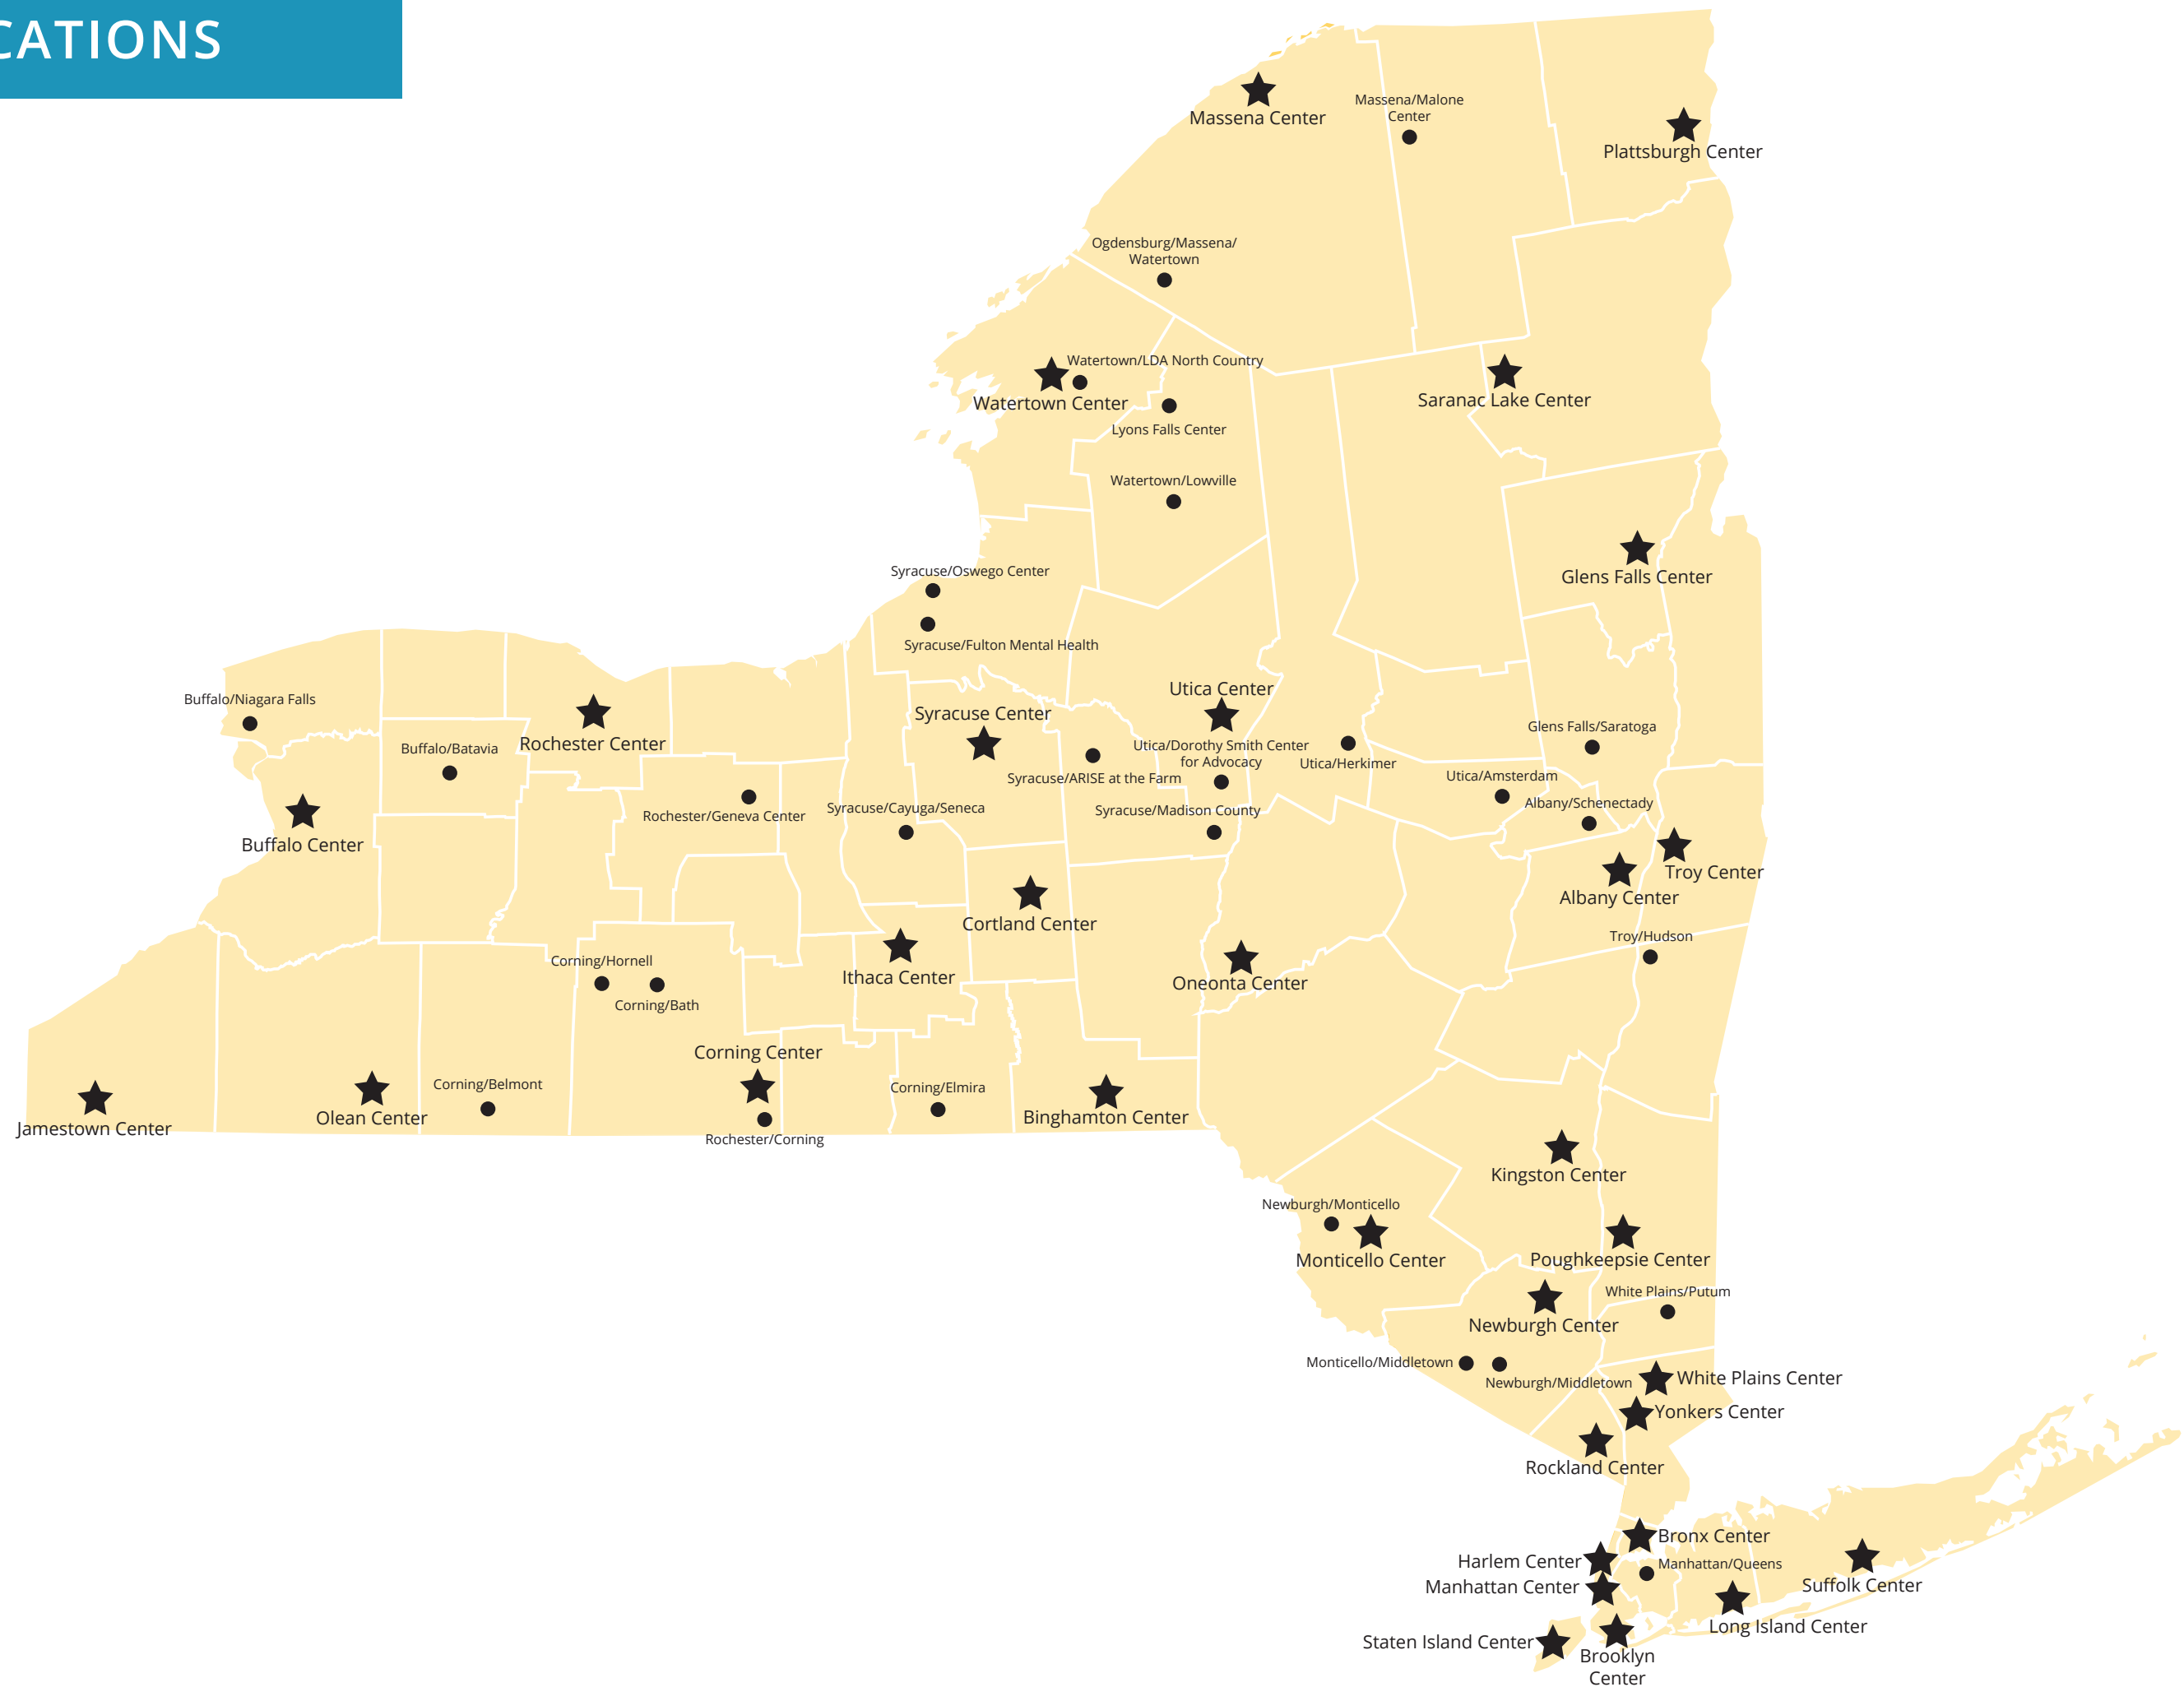 CATIONS
Massena Center
Massena/Malone
Center
Plattsburgh Center
Ogdensburg/Massena/
Watertown
Watertown/LDA North Country
Watertown Center
Saranac Lake Center
Lyons Falls Center
Watertown/Lowville
Syracuse/Oswego Center
Glens Falls Center
Syracuse/Fulton Mental Health
Utica Center
Buffalo/Niagara Falls
Syracuse Center
Glens Falls/Saratoga
Rochester Center
Buffalo/Batavia
Utica/Dorothy Smith Center
for Advocacy
Utica/Herkimer
Syracuse/ARISE at the Farm
Utica/Amsterdam
Albany/Schenectady
Syracuse/Cayuga/Seneca
Syracuse/Madison County
Rochester/Geneva Center
Buffalo Center
Troy Center
Albany Center
Cortland Center
Troy/Hudson
Corning/Hornell
Ithaca Center
Oneonta Center
Corning/Bath
Corning Center
Corning/Belmont
Corning/Elmira
Olean Center
Binghamton Center
Jamestown Center
Rochester/Corning
Kingston Center
Newburgh/Monticello
Monticello Center
Poughkeepsie Center
White Plains/Putum
Newburgh Center
Monticello/Middletown
Newburgh/Middletown
White Plains Center
Yonkers Center
Rockland Center
Bronx Center
Harlem Center
Manhattan/Queens
Manhattan Center
Suffolk Center
Long Island Center
Staten Island Center
Brooklyn
Center